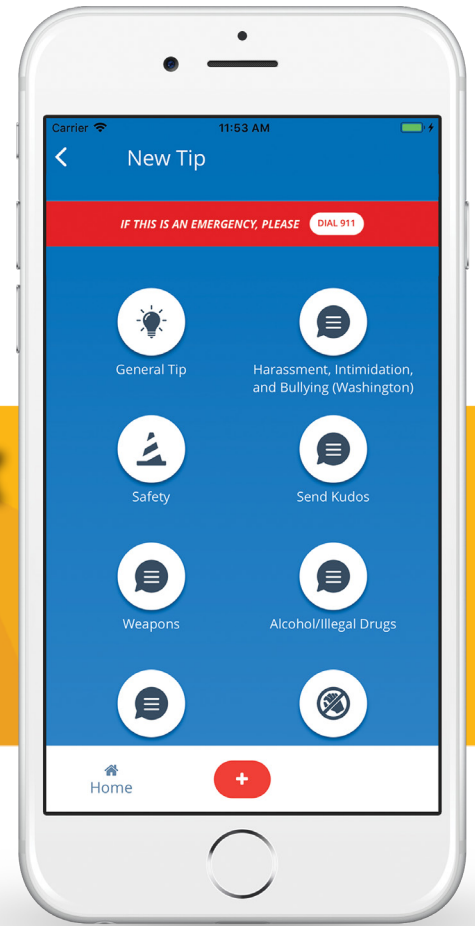 Carrier 11:53 AM
New Tip
IF THIS IS AN EMERGENCY, PLEASE DIAL 911
General Tip
Harassment, Intimidation,
and Bullying (Washington)
Safety
Send Kudos
Weapons
Alcohol/Illegal Drugs
Home